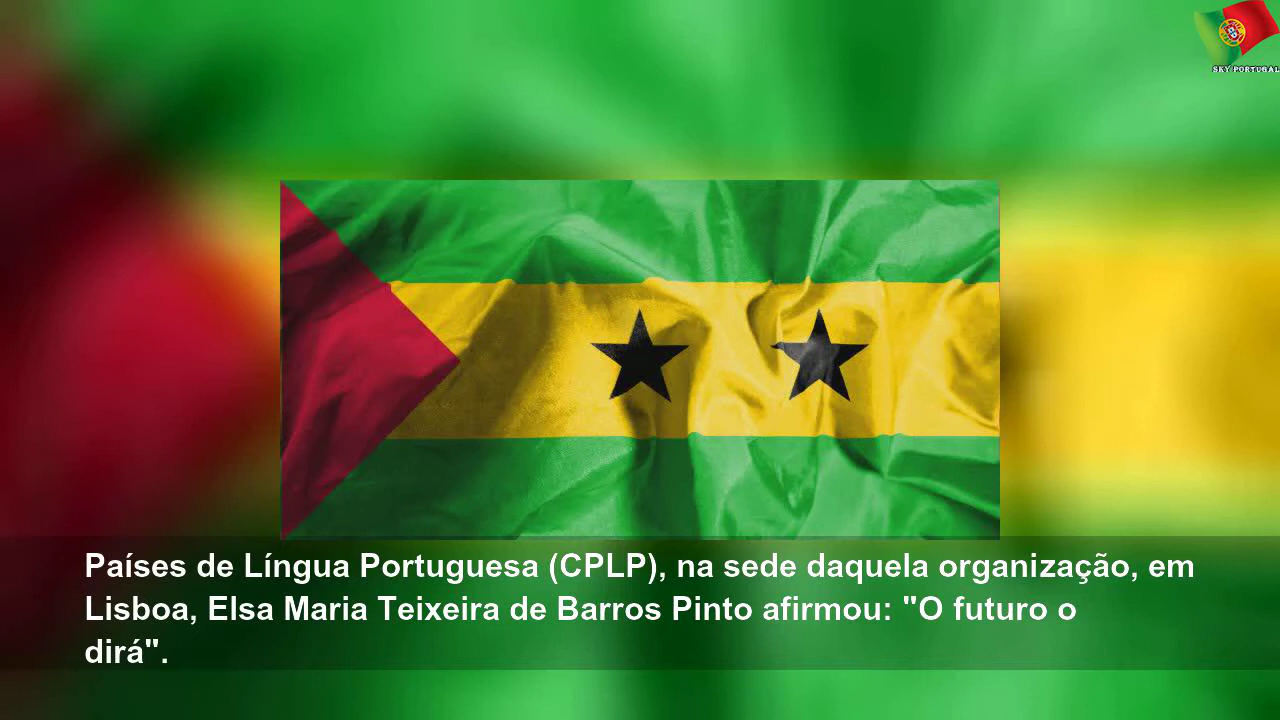 SKY PORTUGAL
Países de Língua Portuguesa (CPLP), na sede daquela organização, em
Lisboa, Elsa Maria Teixeira de Barros Pinto afirmou: "O futuro o
dirá".